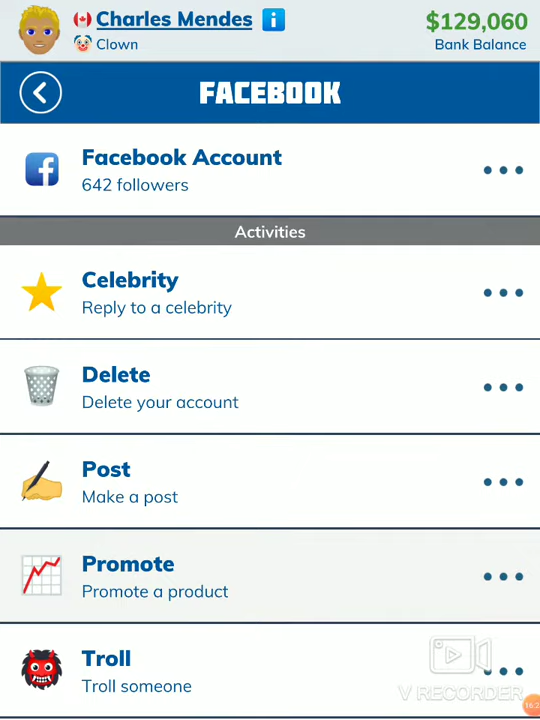 Charles Mendes
Clown
$129,060
Bank Balance
FACEBOOK
Facebook Account
642 followers
Activities
Celebrity
Reply to a celebrity
Delete
Delete your account
Post
Make a post
Promote
Promote a product
Troll
Troll someone
V RECORDER